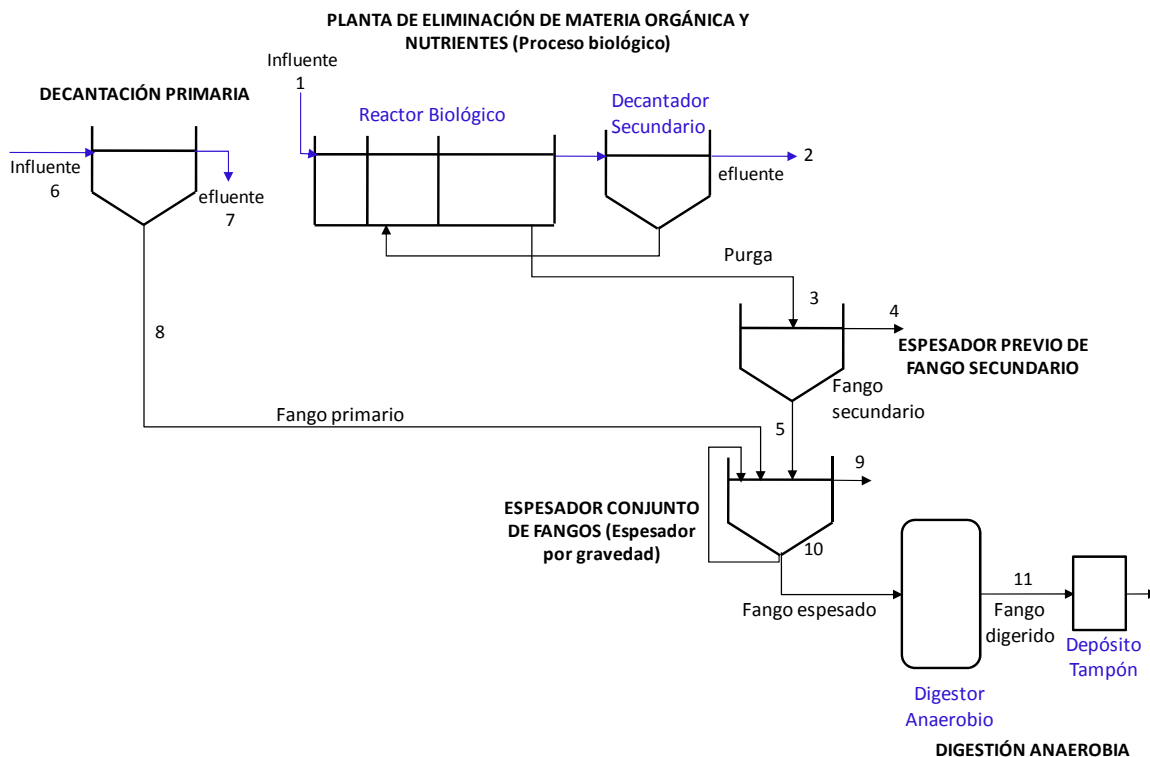 PLANTA DE ELIMINACIÓN DE MATERIA ORGÁNICA Y
NUTRIENTES (Proceso biológico)
Influente
1
DECANTACIÓN PRIMARIA
Reactor Biológico
Decantador
Secundario
Influente
6
efluente
7
2
efluente
Purga
3
4
ESPESADOR PREVIO DE
FANGO SECUNDARIO
8
Fango
secundario
Fango primario
5
9
ESPESADOR CONJUNTO
DE FANGOS (Espesador
por gravedad)
10
Fango espesado
11
Fango
digerido
Depósito
Tampón
Digestor
Anaerobio
DIGESTIÓN ANAEROBIA